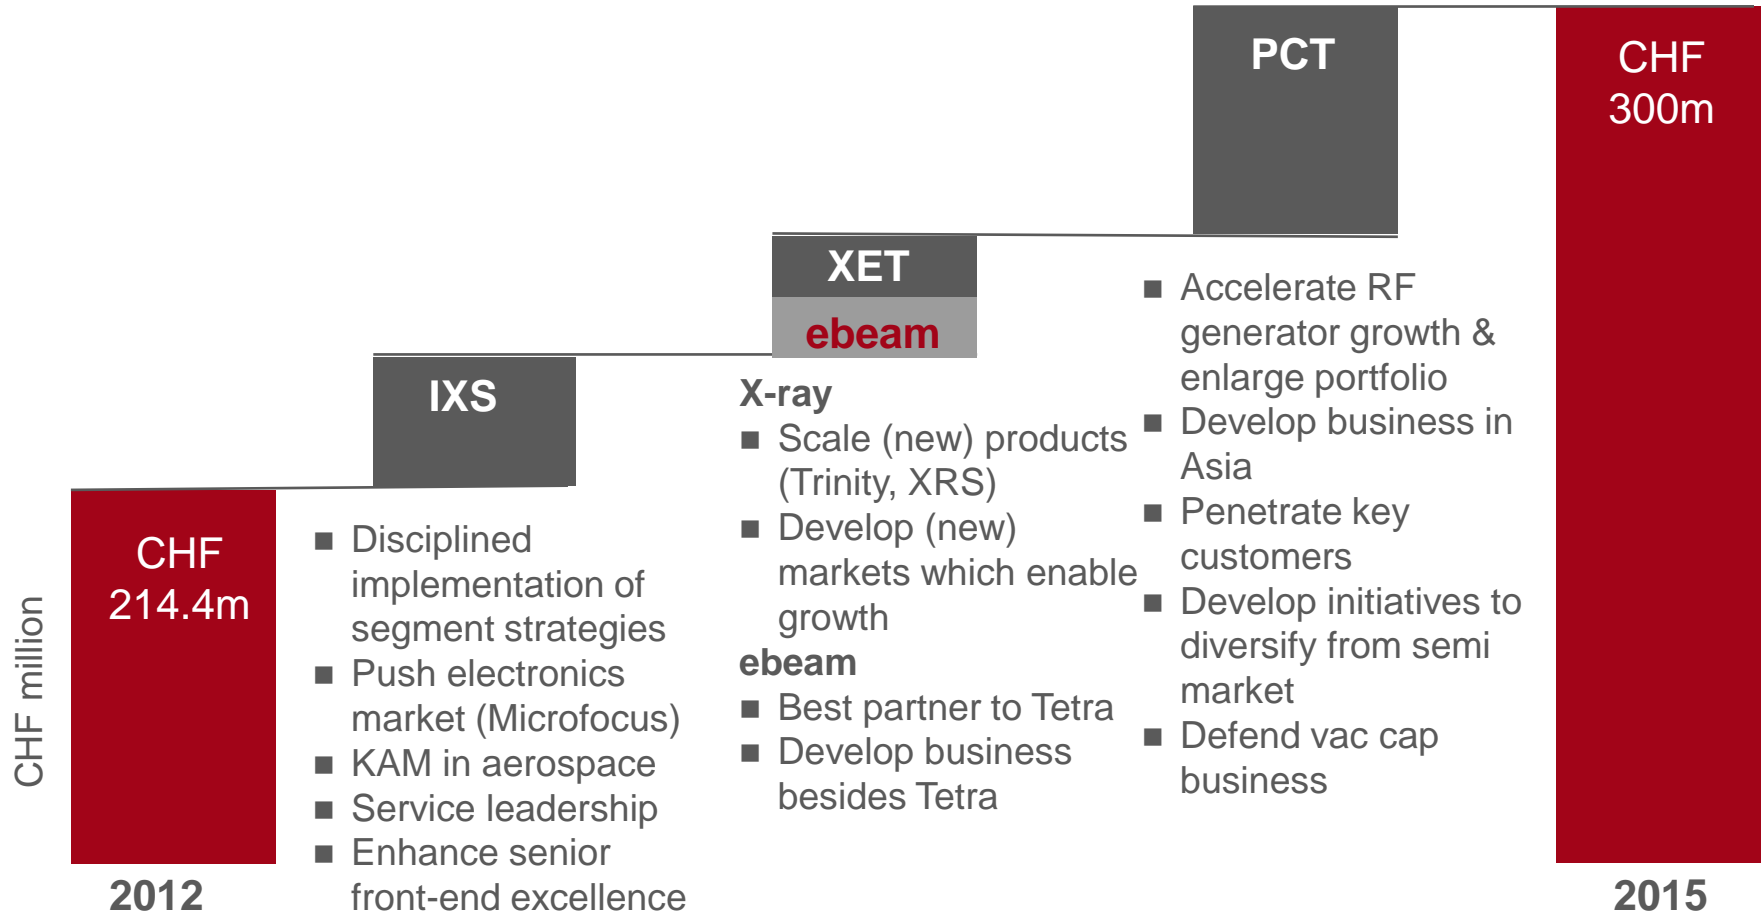 CHF million
CHF
214.4m
2012
IXS
■ Disciplined
implementation of
segment strategies
■ Push electronics
market (Microfocus)
■ KAM in aerospace
■ Service leadership
■ Enhance senior
front-end excellence
XET
ebeam
X-ray
■ Scale (new) products
(Trinity, XRS)
■ Develop (new)
markets which enable
growth
ebeam
■ Best partner to Tetra
■ Develop business
besides Tetra
PCT
■ Accelerate RF
generator growth &
enlarge portfolio
■ Develop business in
Asia
■ Penetrate key
customers
■ Develop initiatives to
diversify from semi
market
■ Defend vac cap
business
CHF
300m
2015